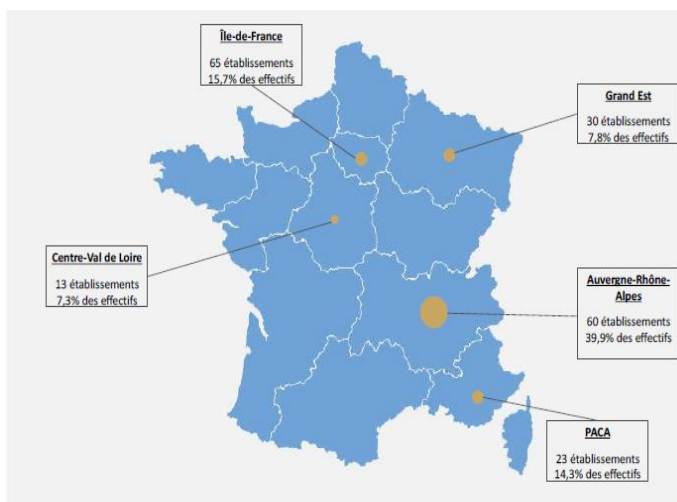 Île-de-France
65 établissements
15,7% des effectifs
Grand Est
30 établissements
7,8% des effectifs
Centre-Val de Loire
13 établissements
7,3% des effectifs
Auvergne-Rhône-
Alpes
60 établissements
39,9% des effectifs
PACA
23 établissements
14,3% des effectifs